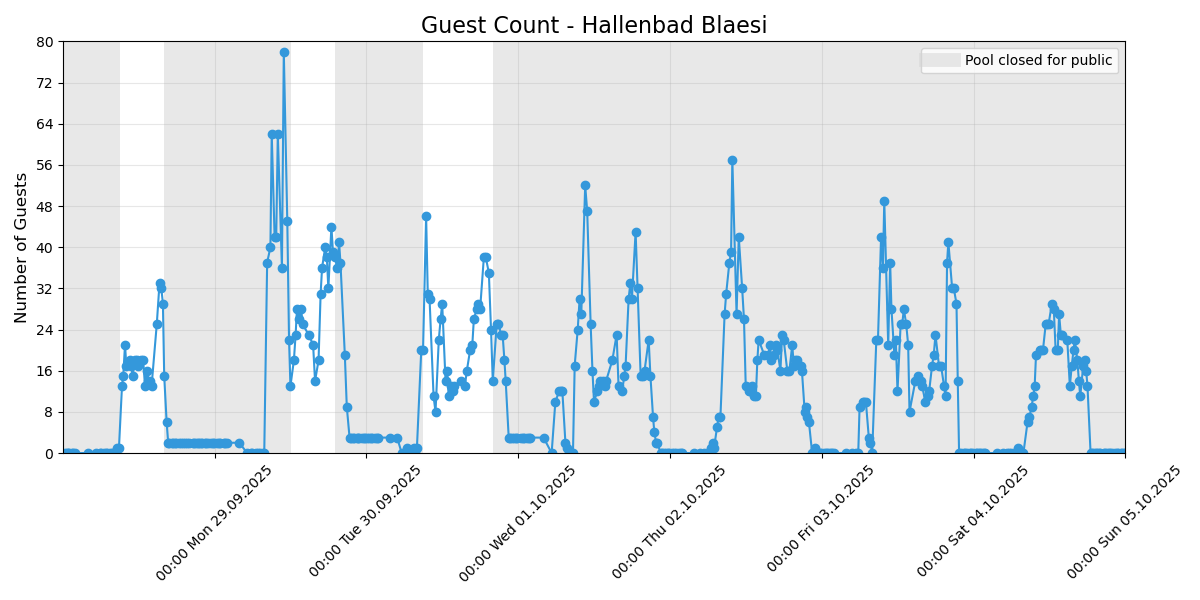 Guest Count - Hallenbad Blaesi
Pool closed for public
Number of Guests
80
72
64
56
48
40
32
24
16
8
0
00:00 Mon 29.09.2025
00:00 Tue 30.09.2025
00:00 Wed 01.10.2025
00:00 Thu 02.10.2025
00:00 Fri 03.10.2025
00:00 Sat 04.10.2025
00:00 Sun 05.10.2025